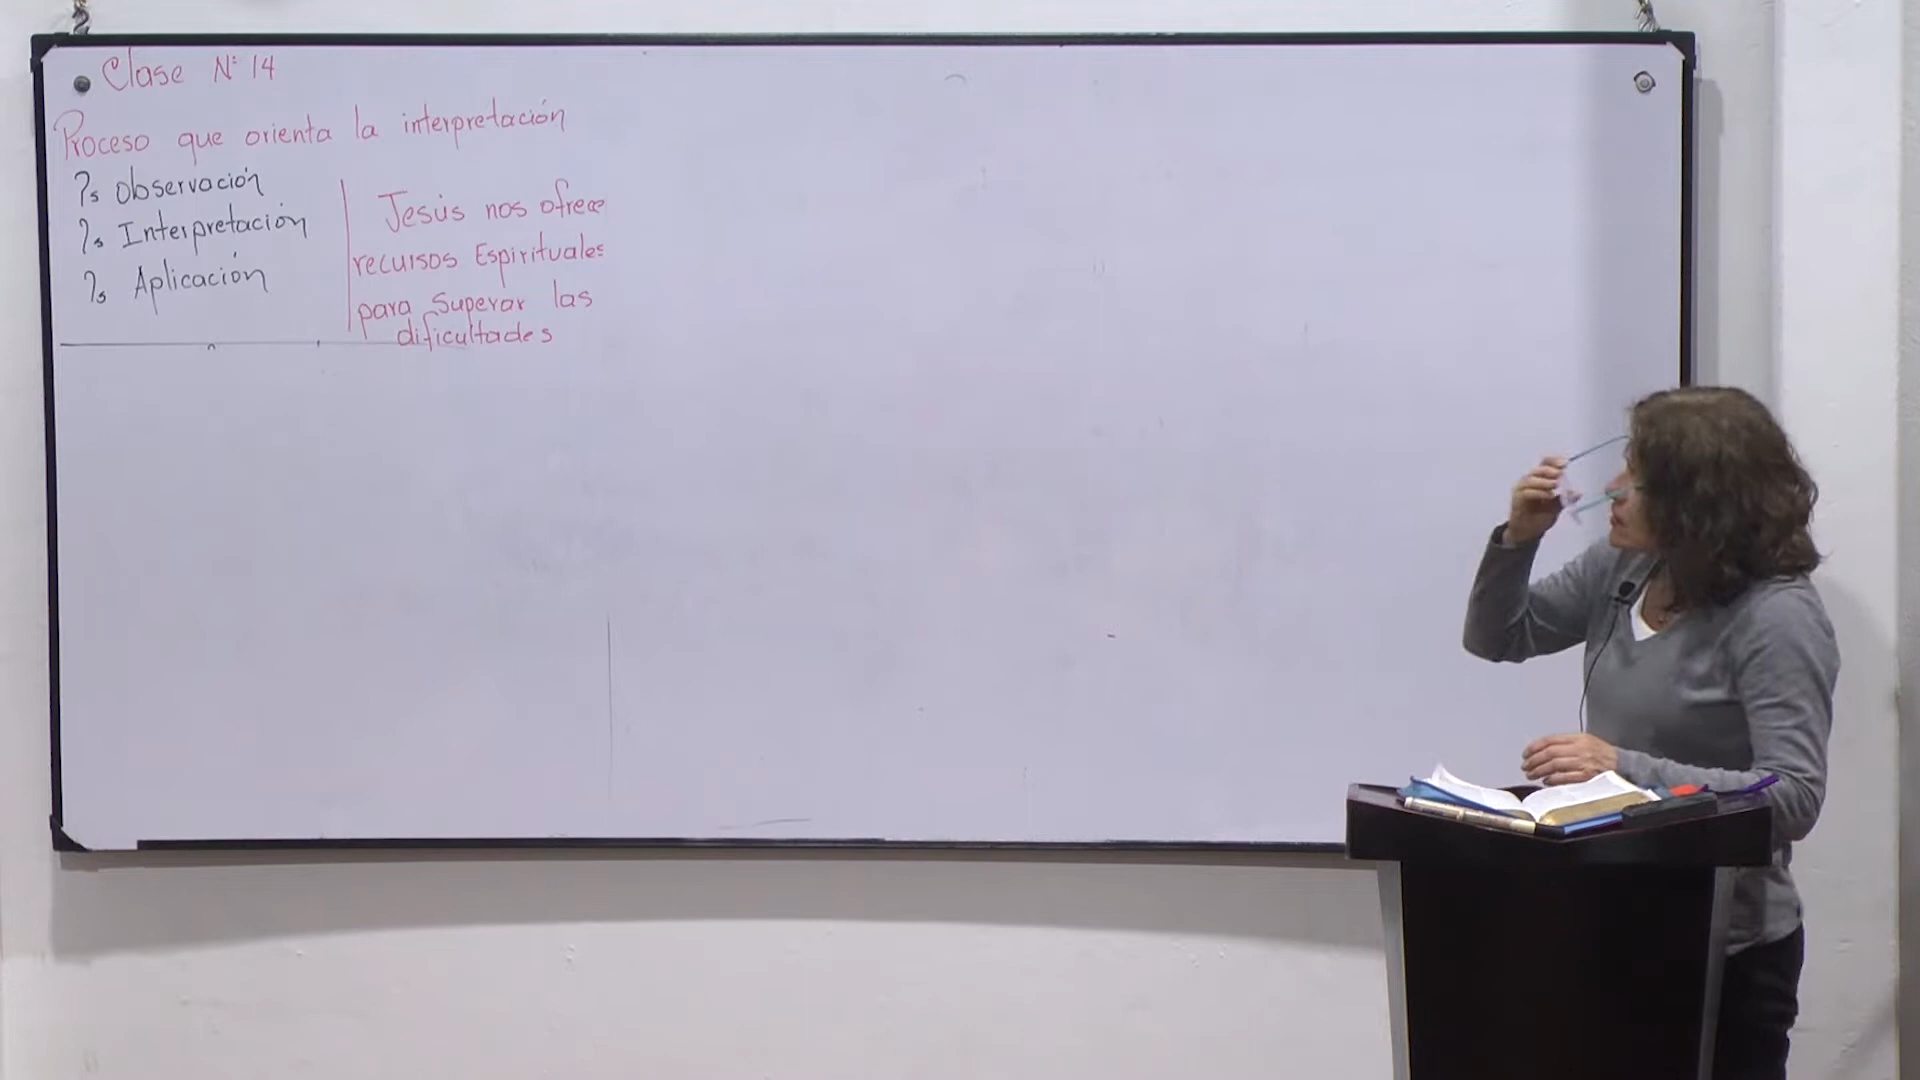 Clase N° 14
Proceso que orienta la interpretación
?s observación
?s Interpretación
?s Aplicación
Jesús nos ofrece
recursos Espirituales
para Superar las
dificultades